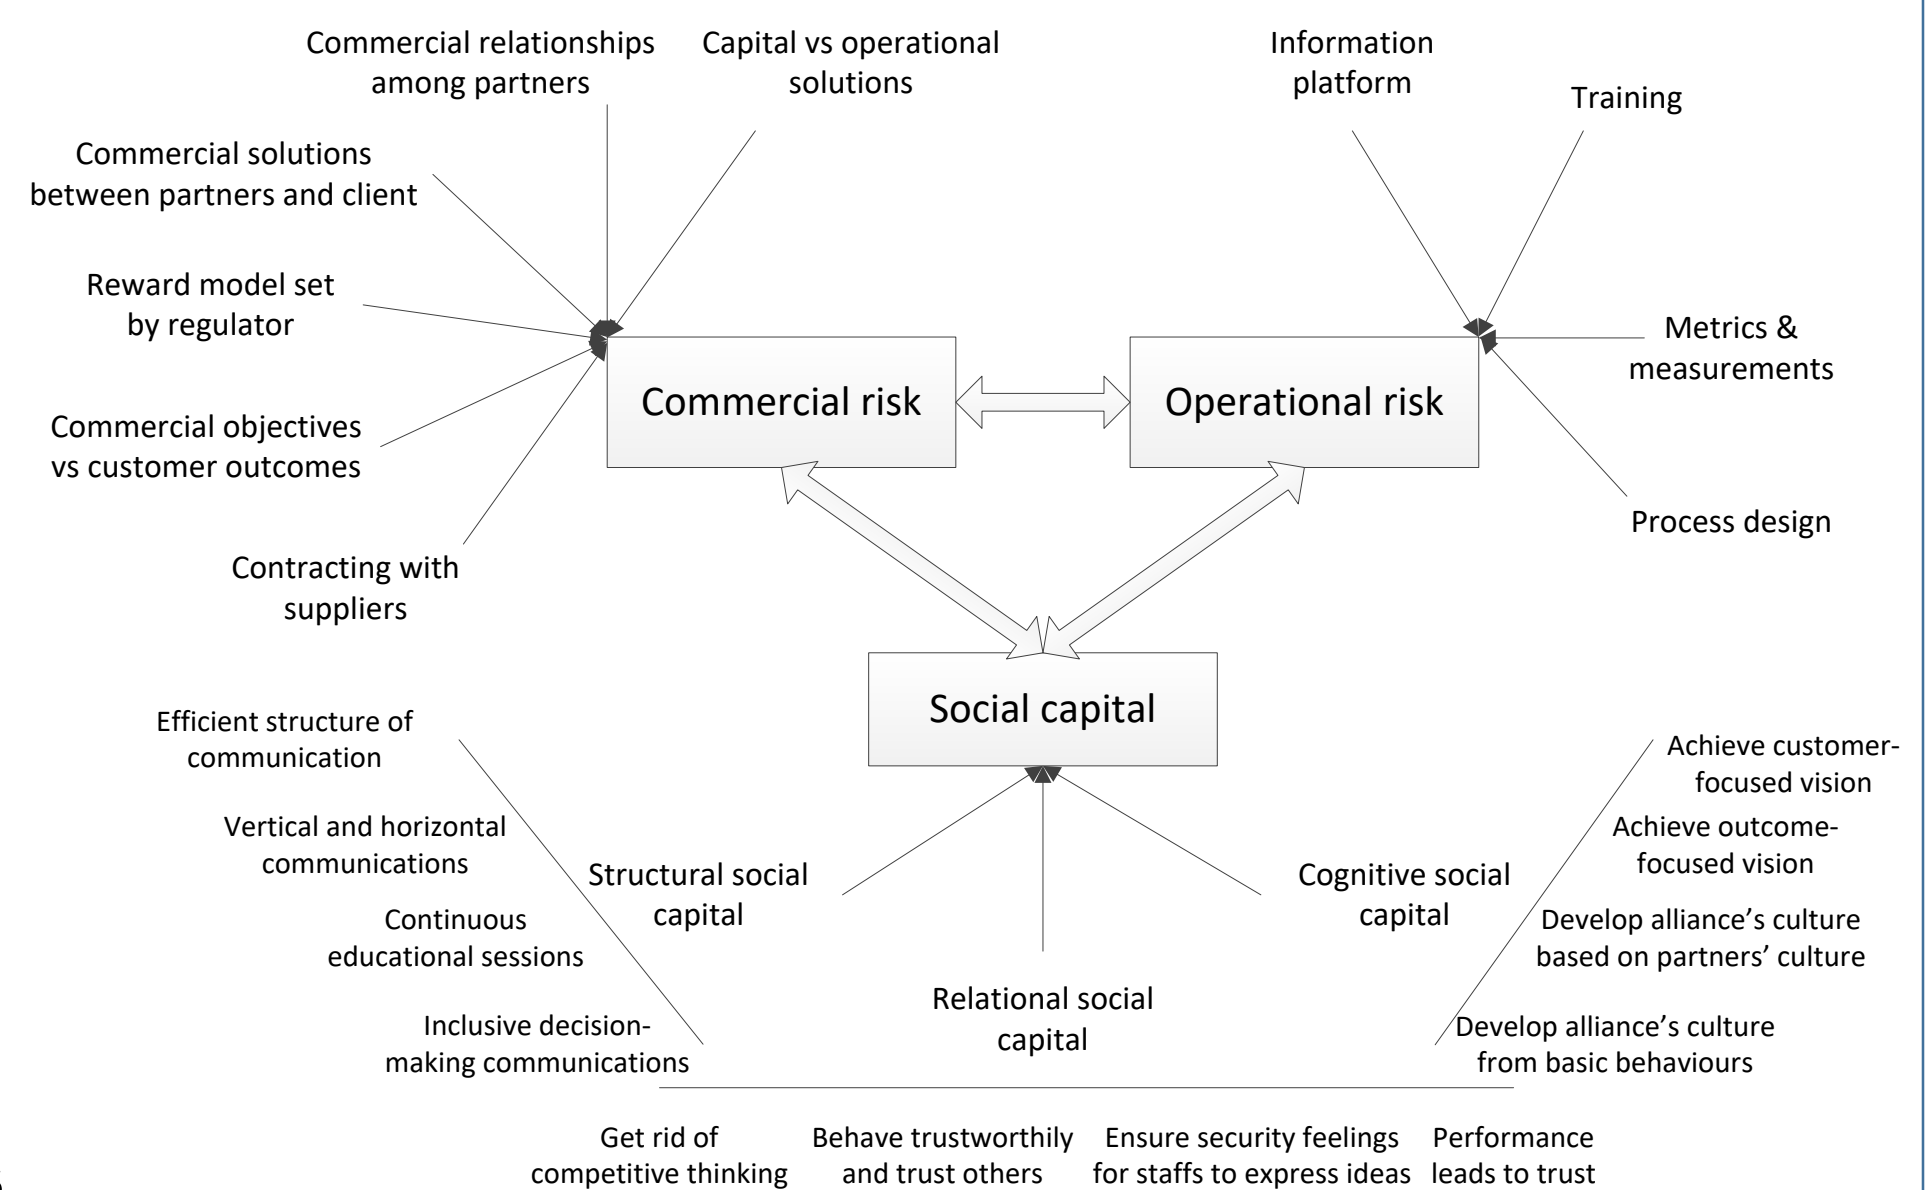 Commercial relationships
among partners
Capital vs operational
solutions
Information
platform
Training
Commercial solutions
between partners and client
Reward model set
by regulator
Metrics &
measurements
Commercial risk
Operational risk
Commercial objectives
vs customer outcomes
Process design
Contracting with
suppliers
Social capital
Efficient structure of
communication
Achieve customer-
focused vision
Vertical and horizontal
communications
Achieve outcome-
focused vision
Structural social
capital
Cognitive social
capital
Continuous
educational sessions
Develop alliance’s culture
based on partners’ culture
Relational social
capital
Inclusive decision-
making communications
Develop alliance’s culture
from basic behaviours
Get rid of
competitive thinking
Behave trustworthily
and trust others
Ensure security feelings
for staffs to express ideas
Performance
leads to trust